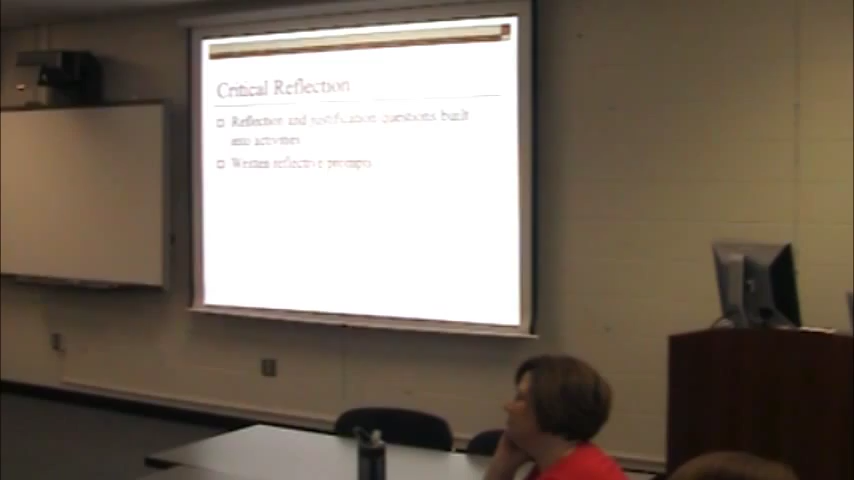 Critical Reflection
Reflection and justification questions built
into activities
Written reflective prompts